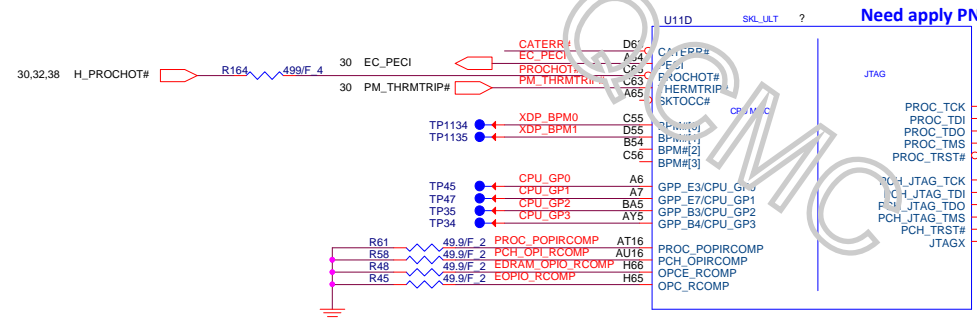 Need apply PN
U11D SKL_ULT ?
CATERR# D63 CATERR#
30 EC_PECI EC_PECI A54 PECI
30,32,38 H_PROCHOT# R164 499/F_4 PROCHOT# C65 PROCHOT#
30 PM_THRMTRIP# PM_THRMTRIP# C63 THERMTRIP#
A65 SKTOCC#
JTAG
CPU MISC
TP1134 XDP_BPM0 C55 BPM#[0]
TP1135 XDP_BPM1 D55 BPM#[1]
B54 BPM#[2]
C56 BPM#[3]
PROC_TCK
PROC_TDI
PROC_TDO
PROC_TMS
PROC_TRST#
TP45 CPU_GP0 A6 GPP_E3/CPU_GP0
TP47 CPU_GP1 A7 GPP_E7/CPU_GP1
TP35 CPU_GP2 BA5 GPP_B3/CPU_GP2
TP34 CPU_GP3 AY5 GPP_B4/CPU_GP3
PCH_JTAG_TCK
PCH_JTAG_TDI
PCH_JTAG_TDO
PCH_JTAG_TMS
PCH_TRST#
JTAGX
R61 49.9/F_2 PROC_POPIRCOMP AT16 PROC_POPIRCOMP
R58 49.9/F_2 PCH_OPI_RCOMP AU16 PCH_OPIRCOMP
R48 49.9/F_2 EDRAM_OPIO_RCOMP H66 OPCE_RCOMP
R45 49.9/F_2 EOPIO_RCOMP H65 OPC_RCOMP
QCMC